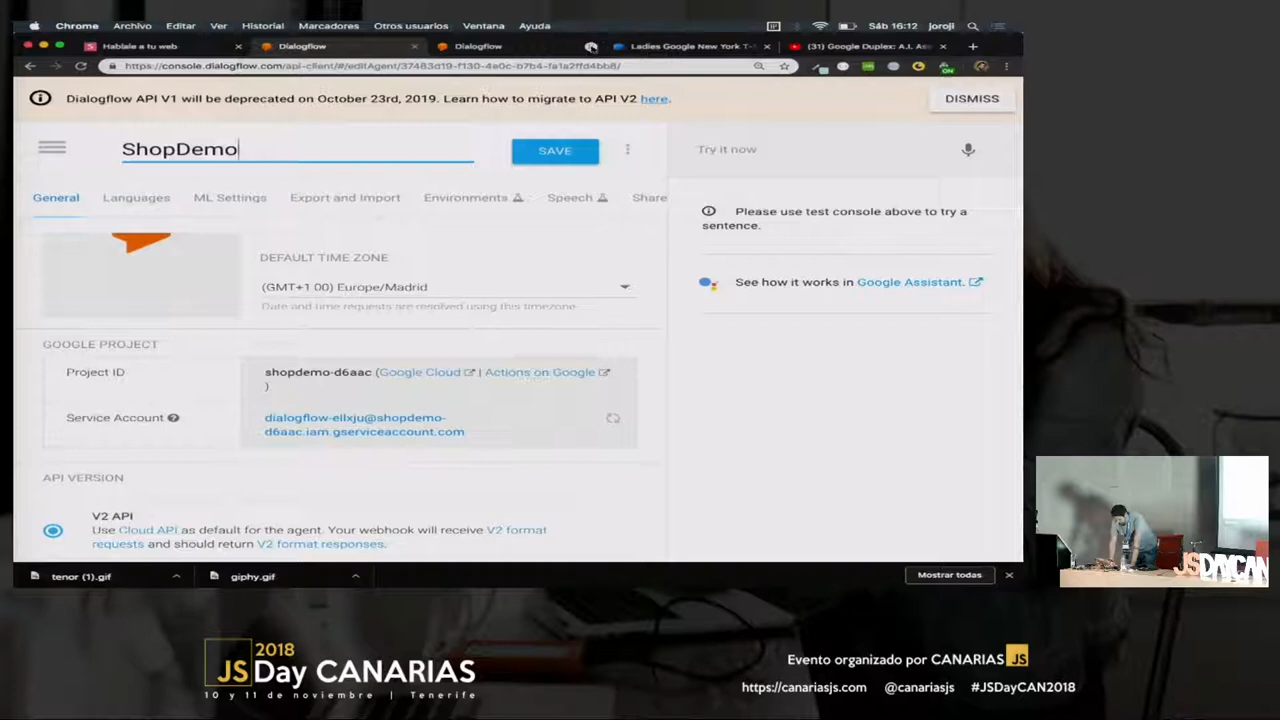 Chrome Archivo Editar Ver Historial Marcadores Otros usuarios Ventana Ayuda
Sáb 16:12 joroji
Háblale a tu web
Dialogflow
Dialogflow
Ladies Google New York T-
(31) Google Duplex: A.I. Ass
https://console.dialogflow.com/api-client/#/editAgent/37483d19-f130-4e0c-b7b4-fa1a2ffd4bb8/
ON
Dialogflow API V1 will be deprecated on October 23rd, 2019. Learn how to migrate to API V2 here.
DISMISS
ShopDemo
SAVE
Try it now
General Languages ML Settings Export and Import Environments Speech Share
Please use test console above to try a
sentence.
DEFAULT TIME ZONE
(GMT+1 00) Europe/Madrid
Date and time requests are resolved using this timezone.
See how it works in Google Assistant.
GOOGLE PROJECT
Project ID
shopdemo-d6aac (Google Cloud | Actions on Google
)
Service Account
dialogflow-ellxju@shopdemo-
d6aac.iam.gserviceaccount.com
API VERSION
V2 API
Use Cloud API as default for the agent. Your webhook will receive V2 format
requests and should return V2 format responses.
tenor (1).gif
giphy.gif
Mostrar todas
JSDAYCAN
2018
JSDay CANARIAS
10 y 11 de noviembre | Tenerife
Evento organizado por CANARIAS JS
https://canariasjs.com @canariasjs #JSDayCAN2018